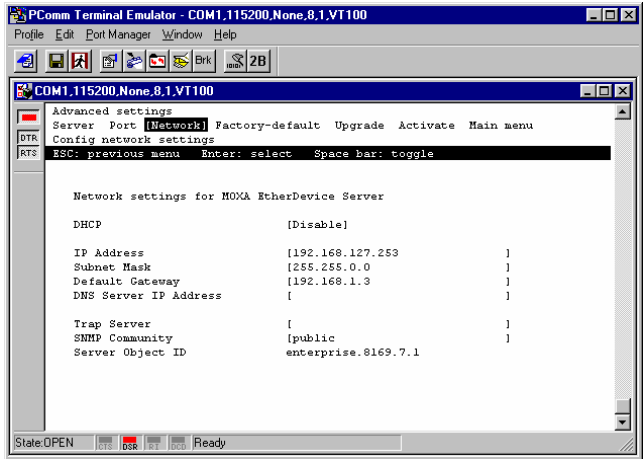 PComm Terminal Emulator - COM1,115200,None,8,1,VT100
Profile Edit Port Manager Window Help
Brk 2B
COM1,115200,None,8,1,VT100
DTR
RTS
Advanced settings
Server Port [Network] Factory-default Upgrade Activate Main menu
Config network settings
ESC: previous menu Enter: select Space bar: toggle
Network settings for MOXA EtherDevice Server
DHCP [Disable]
IP Address [192.168.127.253 ]
Subnet Mask [255.255.0.0 ]
Default Gateway [192.168.1.3 ]
DNS Server IP Address [ ]
Trap Server [ ]
SNMP Community [public ]
Server Object ID enterprise.8169.7.1
State:OPEN CTS DSR RI DCD Ready